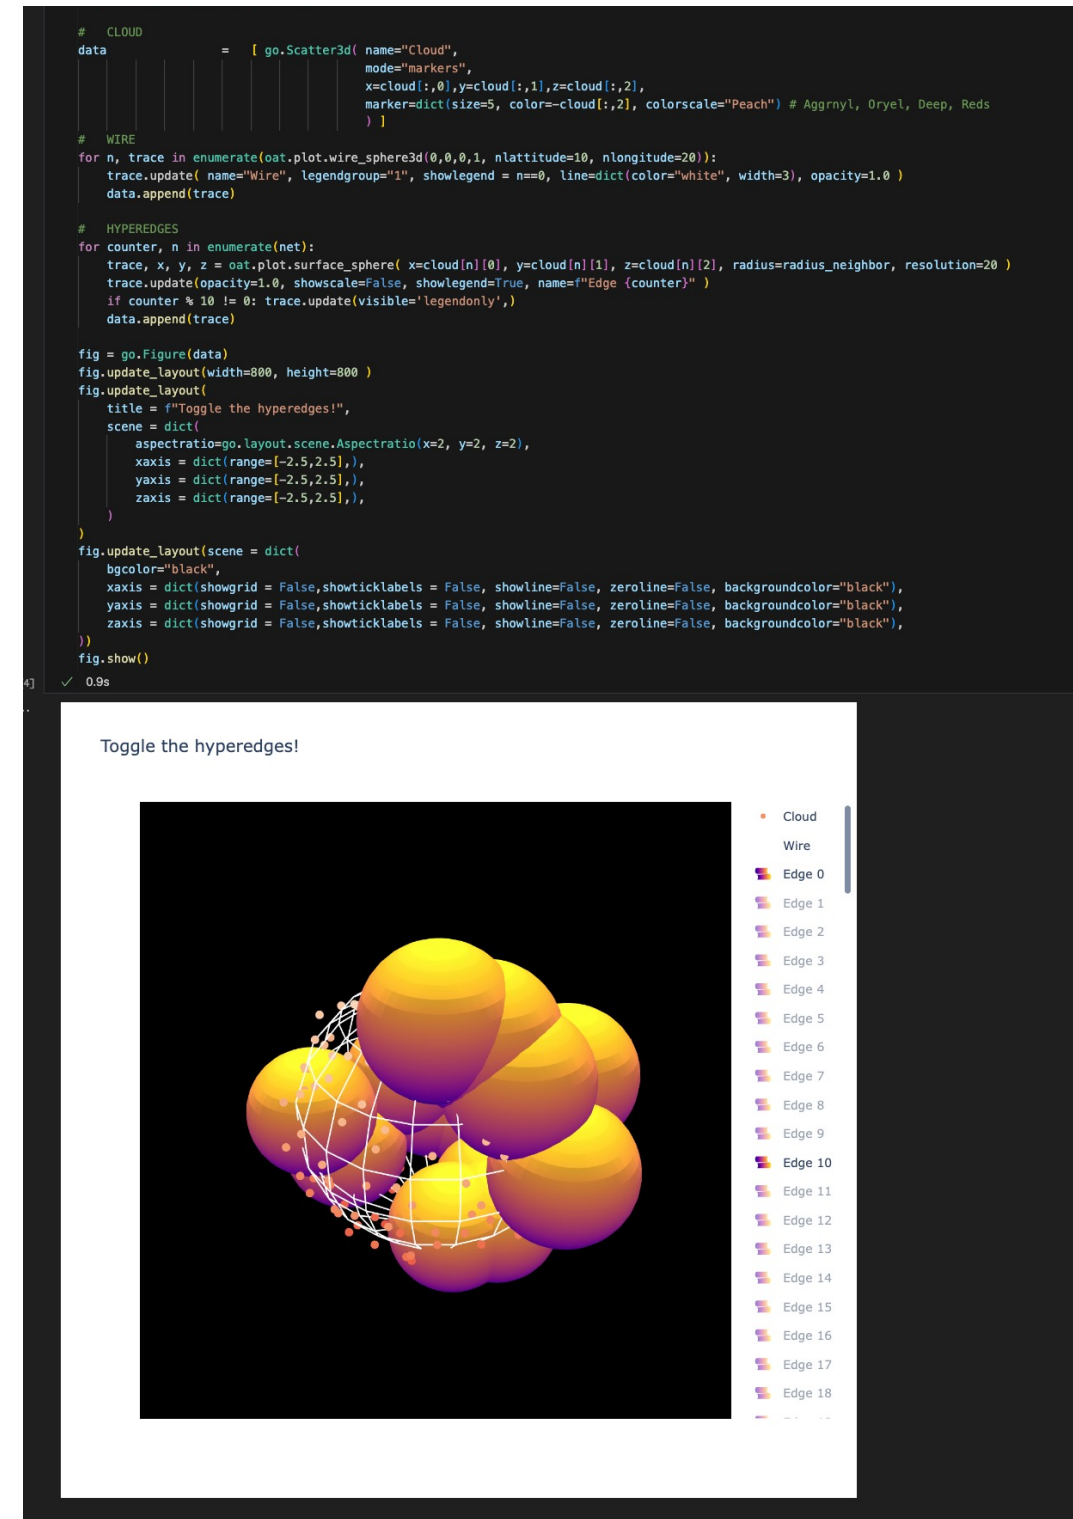 #   CLOUD
data                =   [ go.Scatter3d( name="Cloud",
                                        mode="markers",
                                        x=cloud[:,0],y=cloud[:,1],z=cloud[:,2],
                                        marker=dict(size=5, color=-cloud[:,2], colorscale="Peach") # Aggrnyl, Oryel, Deep, Reds
                                        ) ]
#   WIRE
for n, trace in enumerate(oat.plot.wire_sphere3d(0,0,0,1, nlattitude=10, nlongitude=20)):
    trace.update( name="Wire", legendgroup="1", showlegend = n==0, line=dict(color="white", width=3), opacity=1.0 )
    data.append(trace)
#   HYPEREDGES
for counter, n in enumerate(net):
    trace, x, y, z = oat.plot.surface_sphere( x=cloud[n][0], y=cloud[n][1], z=cloud[n][2], radius=radius_neighbor, resolution=20 )
    trace.update(opacity=1.0, showscale=False, showlegend=True, name=f"Edge {counter}" )
    if counter % 10 != 0: trace.update(visible='legendonly',)
    data.append(trace)
fig = go.Figure(data)
fig.update_layout(width=800, height=800 )
fig.update_layout(
    title = f"Toggle the hyperedges!",
    scene = dict(
        aspectratio=go.layout.scene.Aspectratio(x=2, y=2, z=2),
        xaxis = dict(range=[-2.5,2.5],),
        yaxis = dict(range=[-2.5,2.5],),
        zaxis = dict(range=[-2.5,2.5],),
    )
)
fig.update_layout(scene = dict(
    bgcolor="black",
    xaxis = dict(showgrid = False,showticklabels = False, showline=False, zeroline=False, backgroundcolor="black"),
    yaxis = dict(showgrid = False,showticklabels = False, showline=False, zeroline=False, backgroundcolor="black"),
    zaxis = dict(showgrid = False,showticklabels = False, showline=False, zeroline=False, backgroundcolor="black"),
))
fig.show()
4] ✓ 0.9s
Toggle the hyperedges!
Cloud
Wire
Edge 0
Edge 1
Edge 2
Edge 3
Edge 4
Edge 5
Edge 6
Edge 7
Edge 8
Edge 9
Edge 10
Edge 11
Edge 12
Edge 13
Edge 14
Edge 15
Edge 16
Edge 17
Edge 18